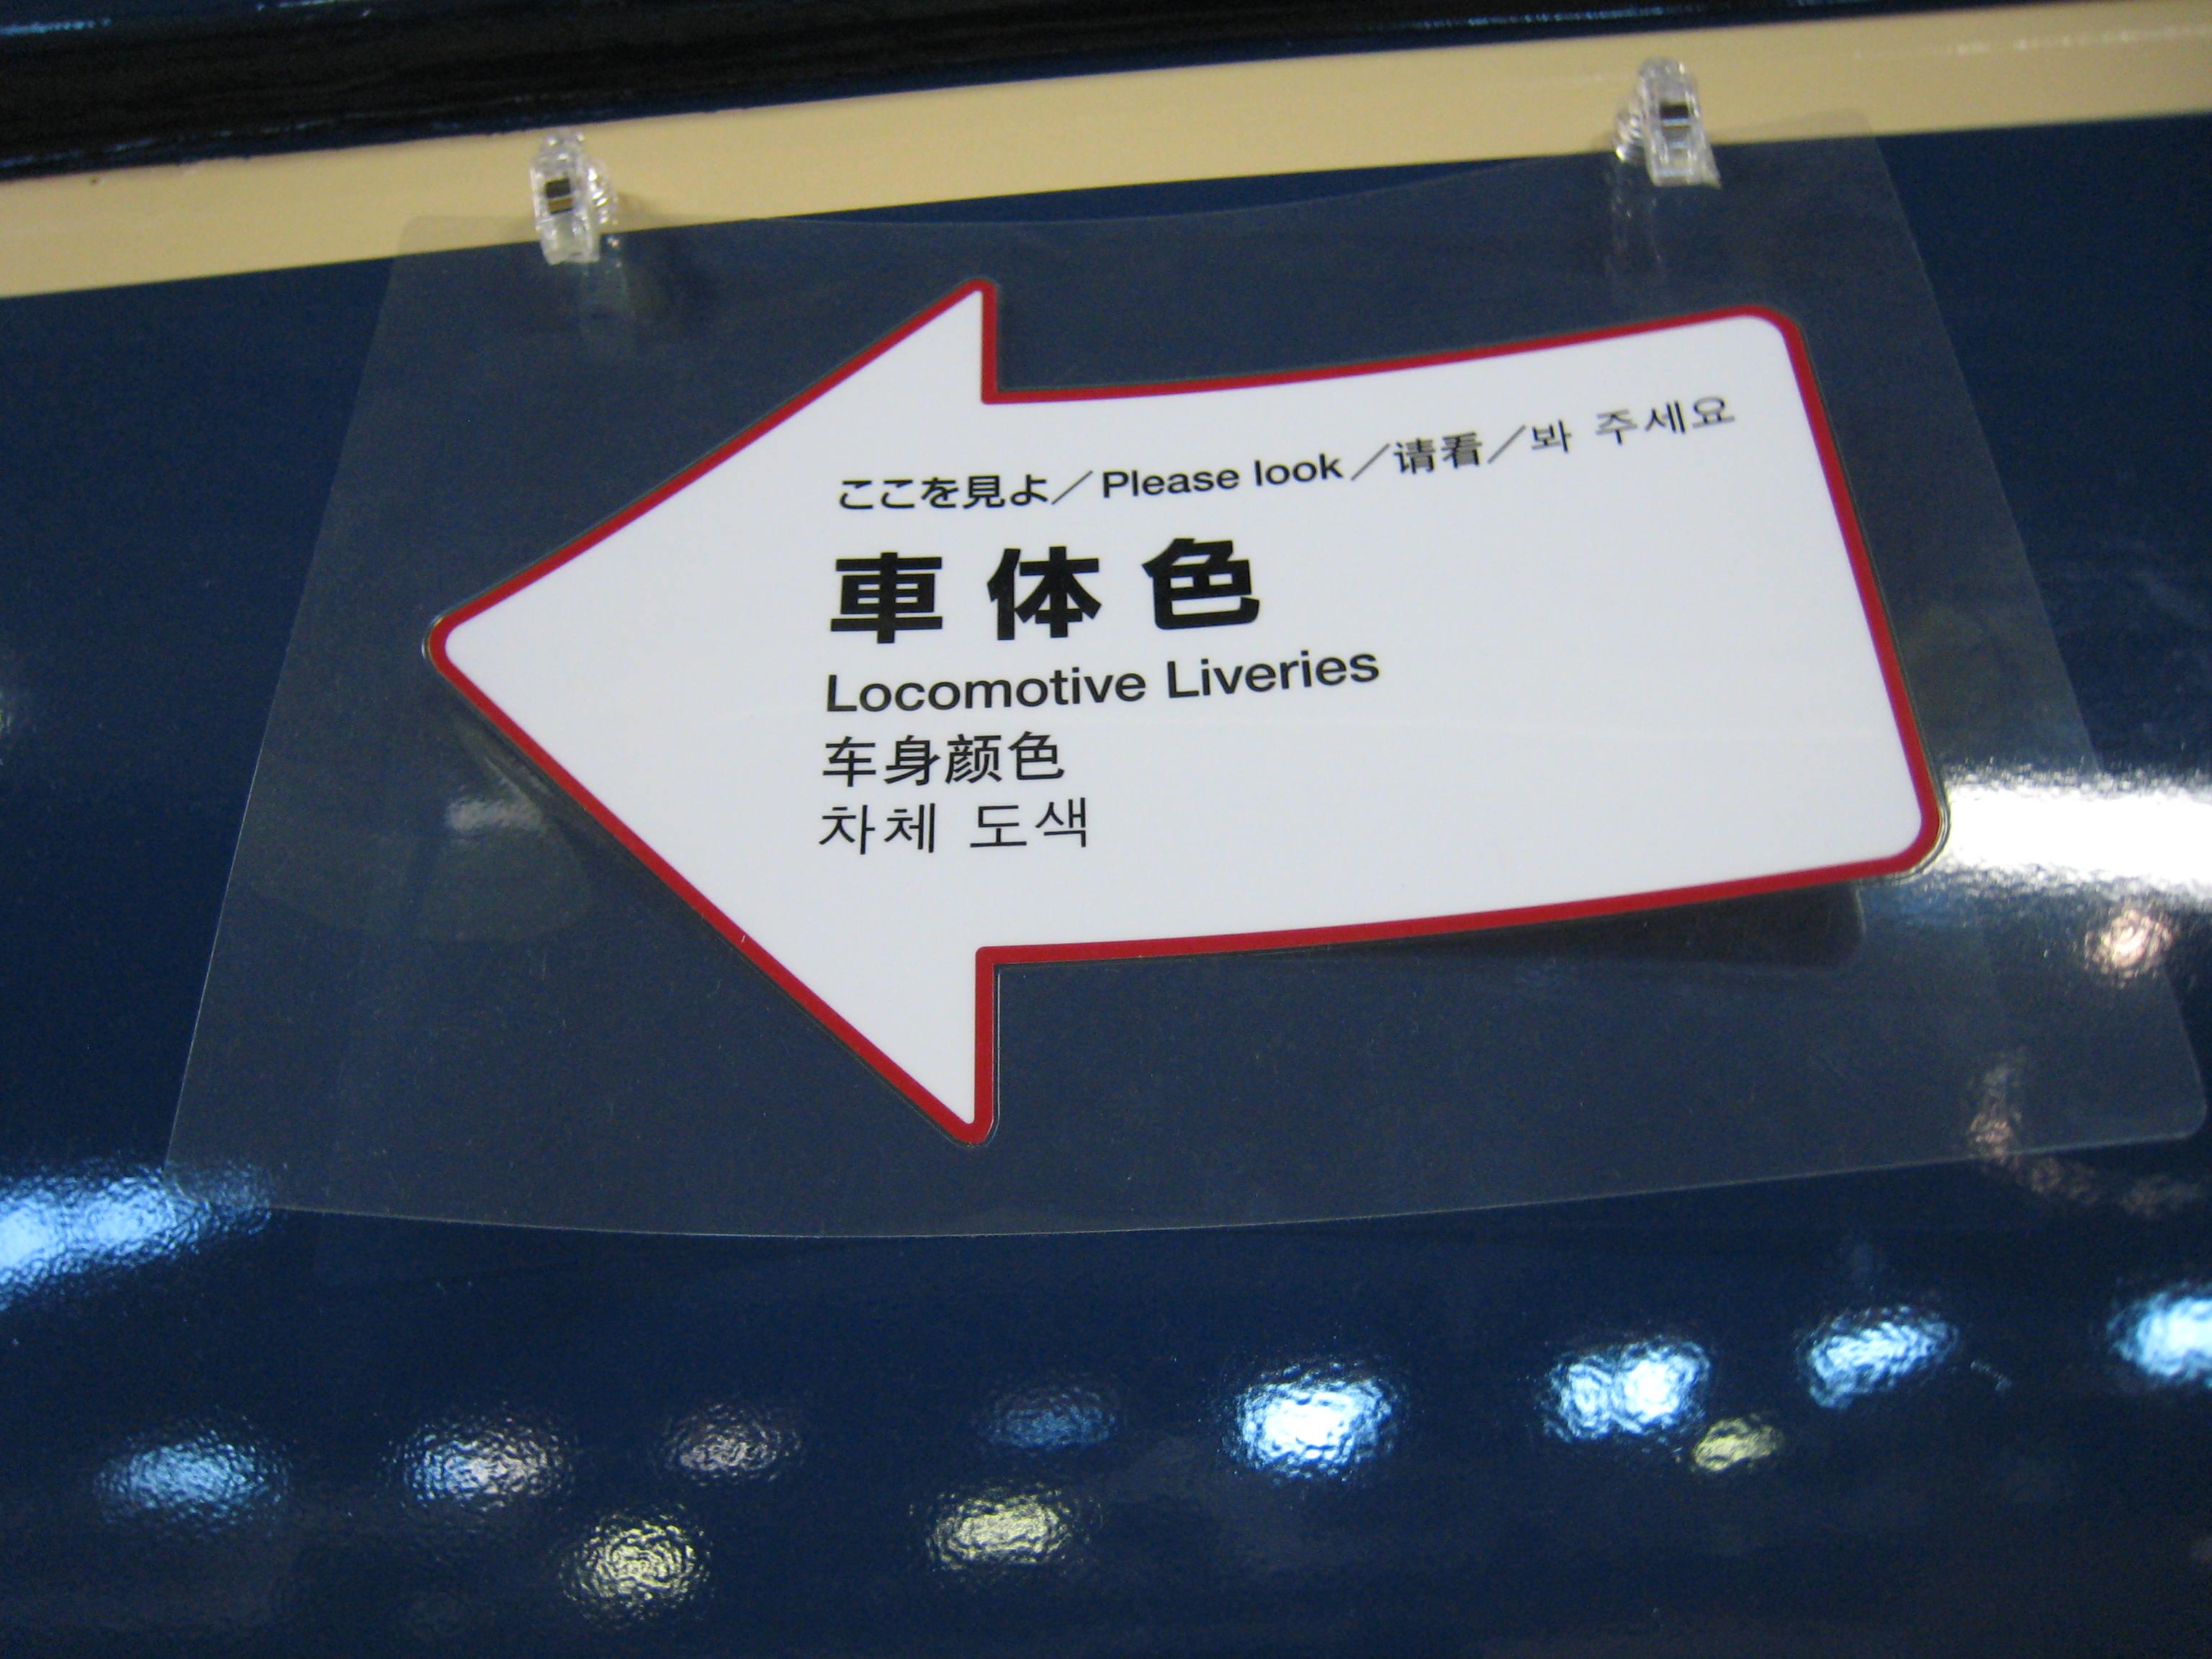 ここを見よ／Please look／请看／봐 주세요
車体色
Locomotive Liveries
车身颜色
차체 도색